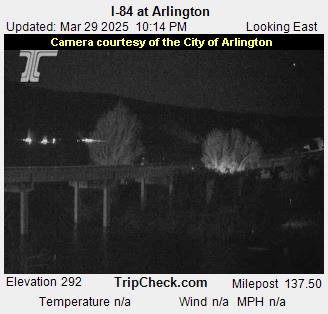 I-84 at Arlington
Updated: Mar 29 2025 10:14 PM Looking East
Camera courtesy of the City of Arlington
Elevation 292 TripCheck.com Milepost 137.50
Temperature n/a Wind n/a MPH n/a